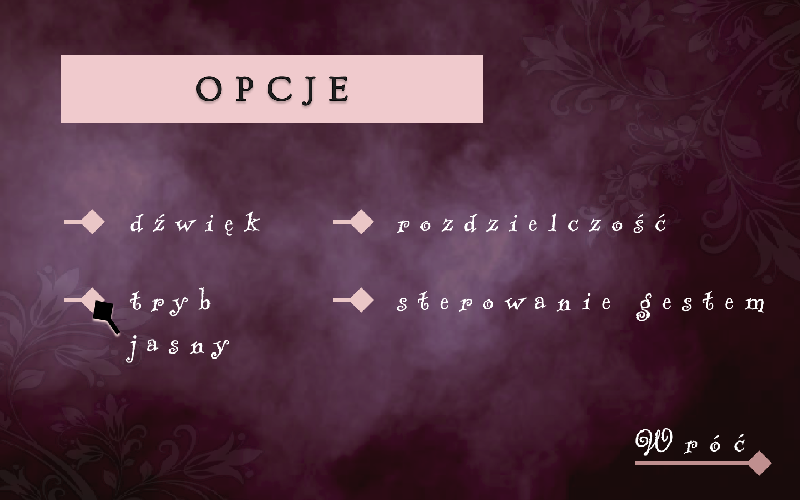 OPCJE
dźwięk
rozdzielczość
tryb
jasny
sterowanie gestem
Wróć